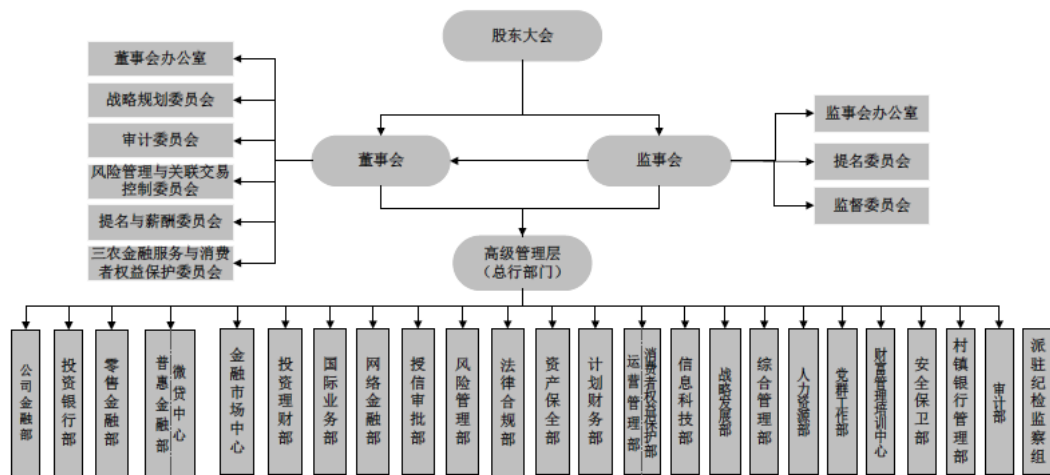 股东大会
董事会办公室
战略规划委员会
审计委员会
风险管理与关联交易
控制委员会
提名与薪酬委员会
三农金融服务与消费
者权益保护委员会
董事会
监事会
监事会办公室
提名委员会
监督委员会
高级管理层
（总行部门）
公司金融部
投资银行部
零售金融部
普惠金融部
微贷中心
金融市场中心
投资理财部
国际业务部
网络金融部
授信审批部
风险管理部
法律合规部
资产保全部
计划财务部
运营管理部
消费者权益保护部
信息科技部
战略发展部
综合管理部
人力资源部
党群工作部
财富管理培训中心
安全保卫部
村镇银行管理部
审计部
派驻纪检监察组